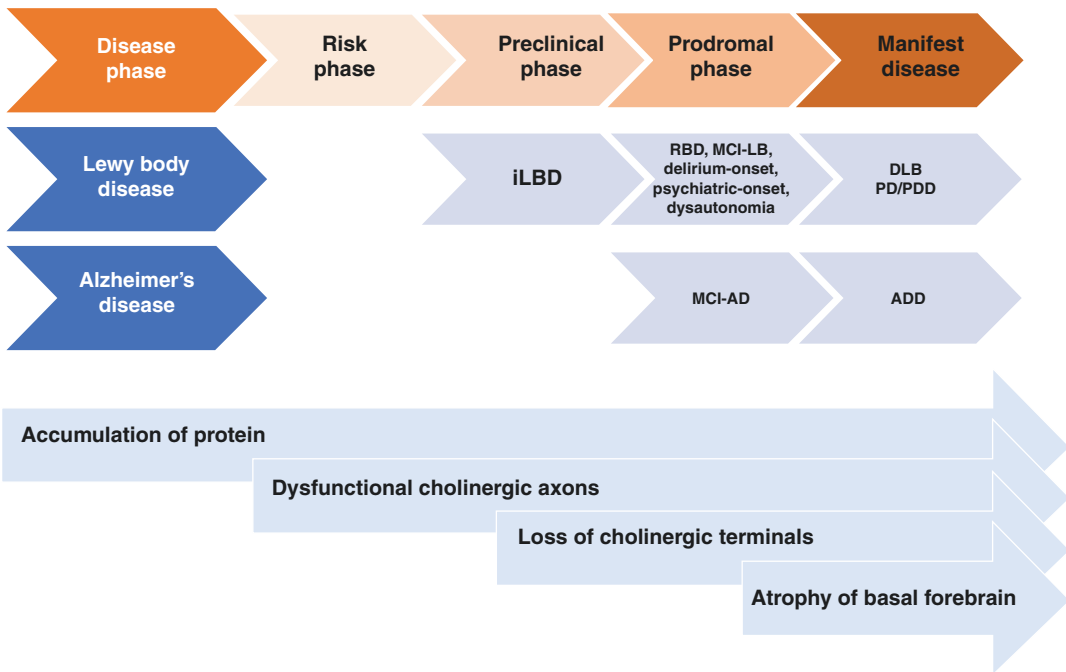 Disease
phase
Risk
phase
Preclinical
phase
Prodromal
phase
Manifest
disease
Lewy body
disease
iLBD
RBD, MCI-LB,
delirium-onset,
psychiatric-onset,
dysautonomia
DLB
PD/PDD
Alzheimer’s
disease
MCI-AD
ADD
Accumulation of protein
Dysfunctional cholinergic axons
Loss of cholinergic terminals
Atrophy of basal forebrain